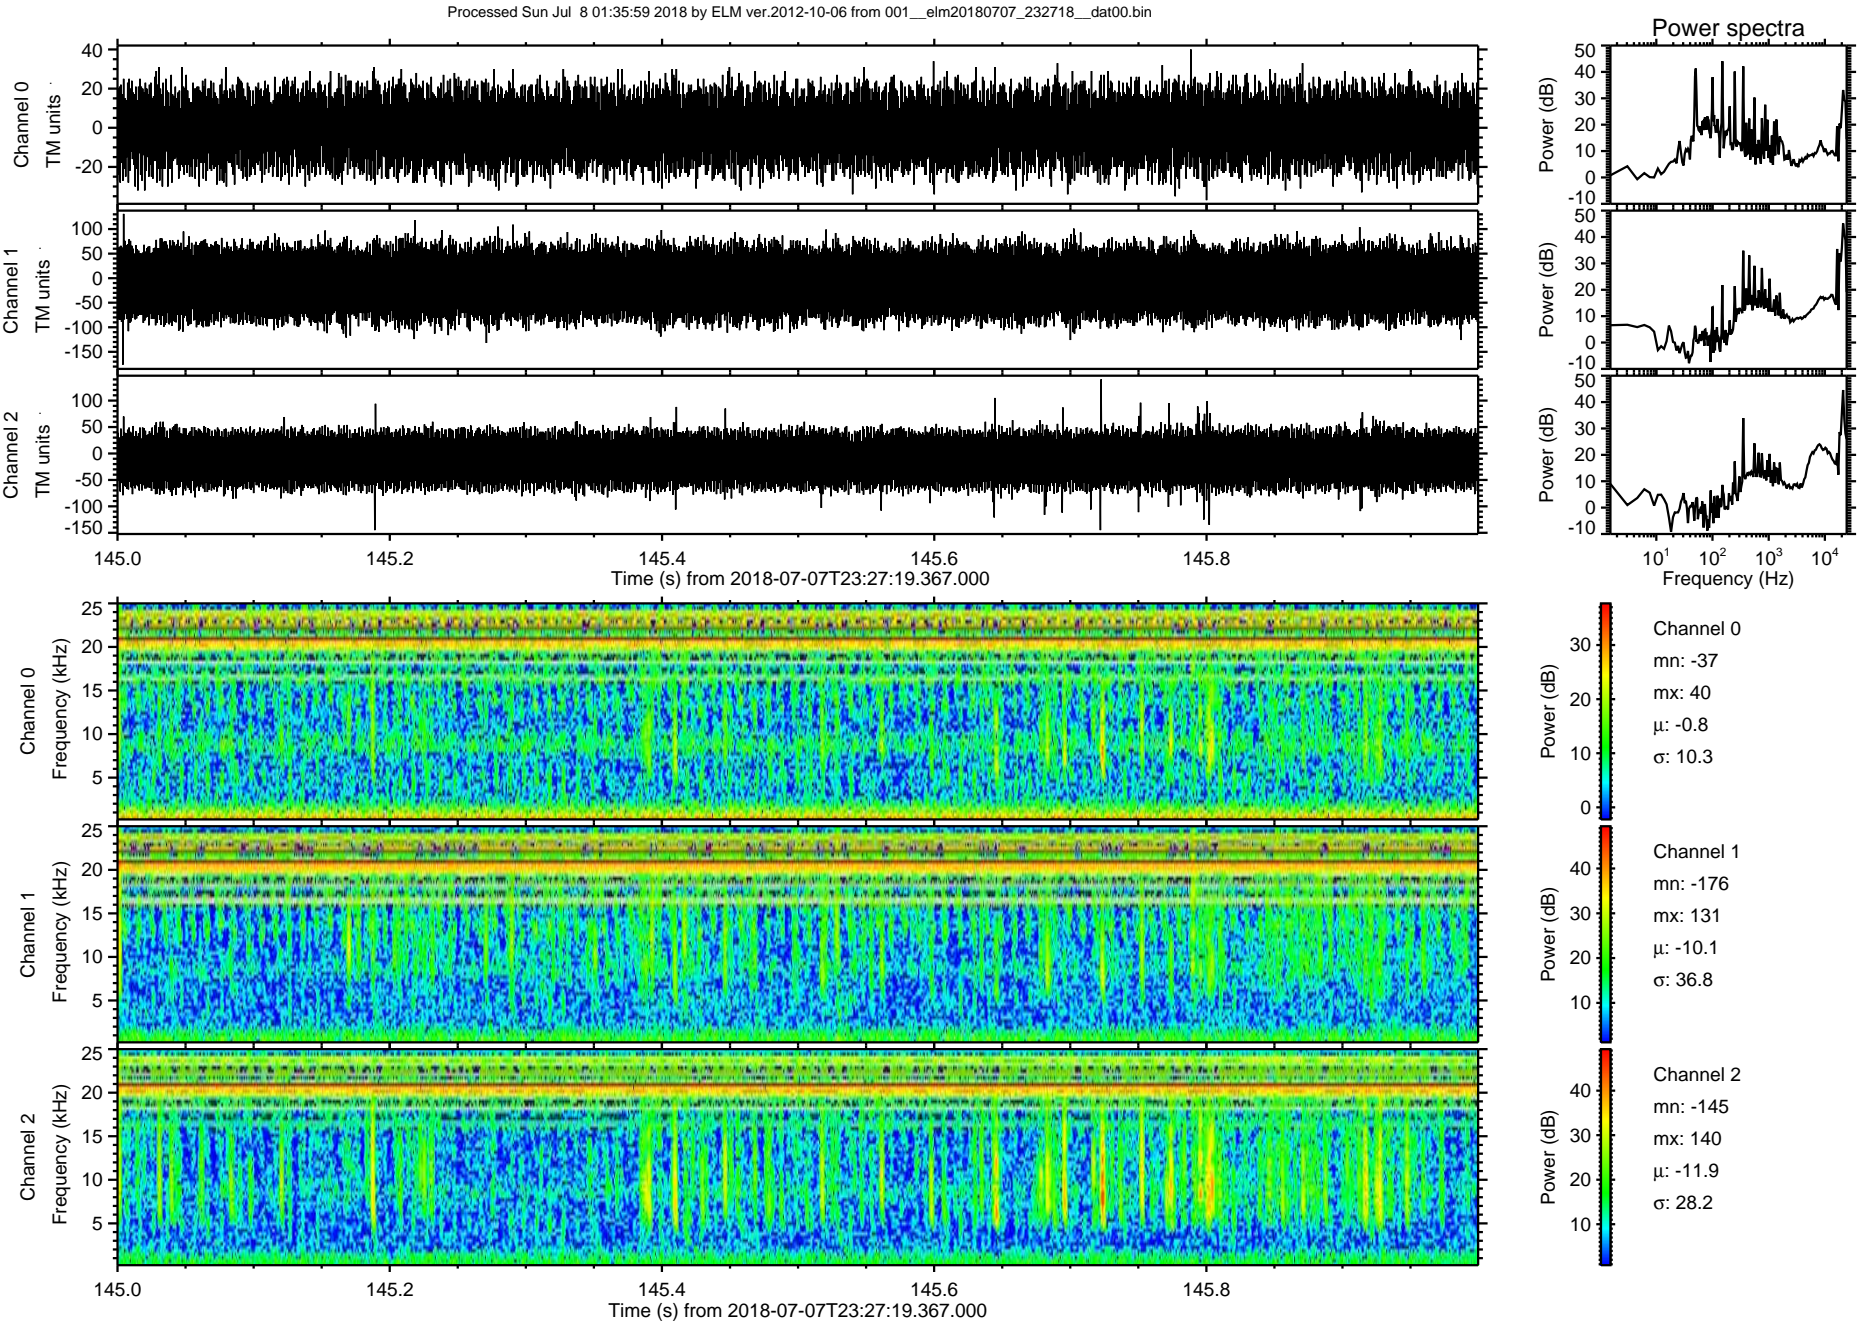 Processed Sun Jul  8 01:35:59 2018 by ELM ver.2012-10-06 from 001__elm20180707_232718__dat00.bin
Power spectra
Channel 0
TM units
40
20
0
-20
Power (dB)
50
40
30
20
10
0
-10
Channel 1
TM units
100
50
0
-50
-100
-150
Power (dB)
50
40
30
20
10
0
-10
Channel 2
TM units
100
50
0
-50
-100
-150
Power (dB)
50
40
30
20
10
0
-10
145.0 145.2 145.4 145.6 145.8
Time (s) from 2018-07-07T23:27:19.367.000
10^1 10^2 10^3 10^4
Frequency (Hz)
Channel 0
Frequency (kHz)
25
20
15
10
5
Power (dB)
30
20
10
0
Channel 0
mn: -37
mx: 40
μ: -0.8
σ: 10.3
Channel 1
Frequency (kHz)
25
20
15
10
5
Power (dB)
40
30
20
10
Channel 1
mn: -176
mx: 131
μ: -10.1
σ: 36.8
Channel 2
Frequency (kHz)
25
20
15
10
5
Power (dB)
40
30
20
10
Channel 2
mn: -145
mx: 140
μ: -11.9
σ: 28.2
145.0 145.2 145.4 145.6 145.8
Time (s) from 2018-07-07T23:27:19.367.000